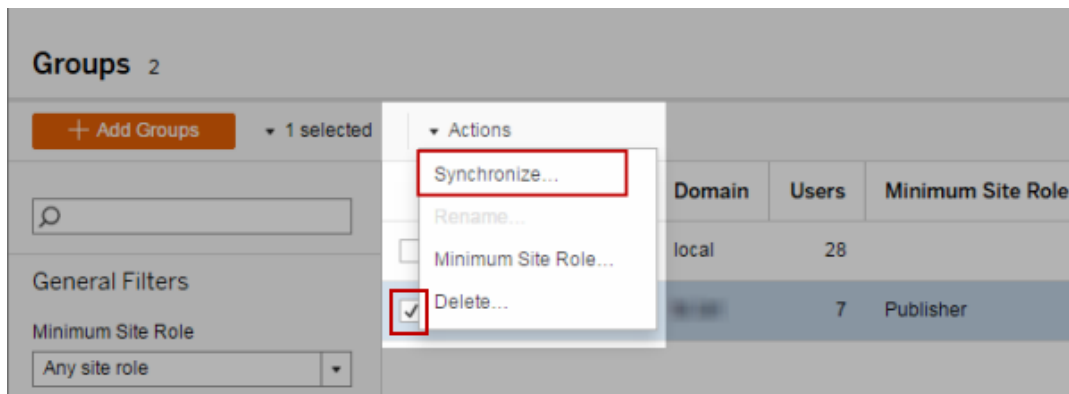 Groups 2
+ Add Groups 1 selected Actions
Synchronize...
Domain Users Minimum Site Role
Rename...
local 28
Minimum Site Role...
General Filters
Delete...
7 Publisher
Minimum Site Role
Any site role